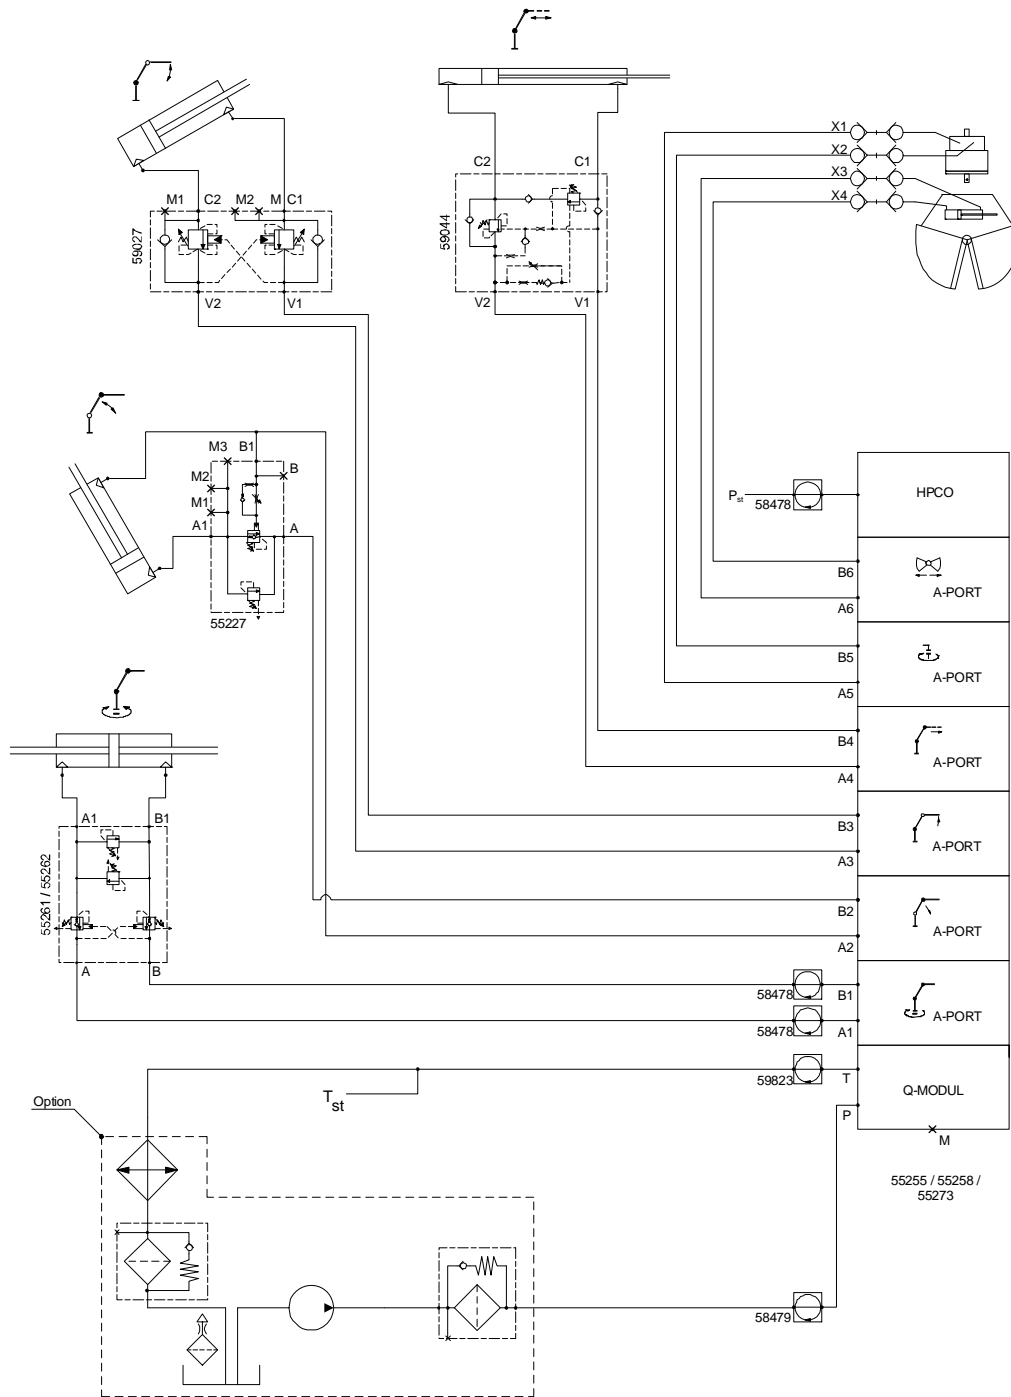 X1
X2
X3
X4
C2
C1
59044
V2
V1
M1
C2
M2
M
C1
59027
V2
V1
M3
B1
B
M2
M1
A1
A
55227
Pst
58478
HPCO
B6
A-PORT
A6
B5
A-PORT
A5
B4
A-PORT
A4
B3
A-PORT
A3
B2
A-PORT
A2
A1
B1
55261 / 55262
A
B
58478
B1
A-PORT
58478
A1
59823
T
Q-MODUL
P
M
Tst
Option
55255 / 55258 /
55273
58479